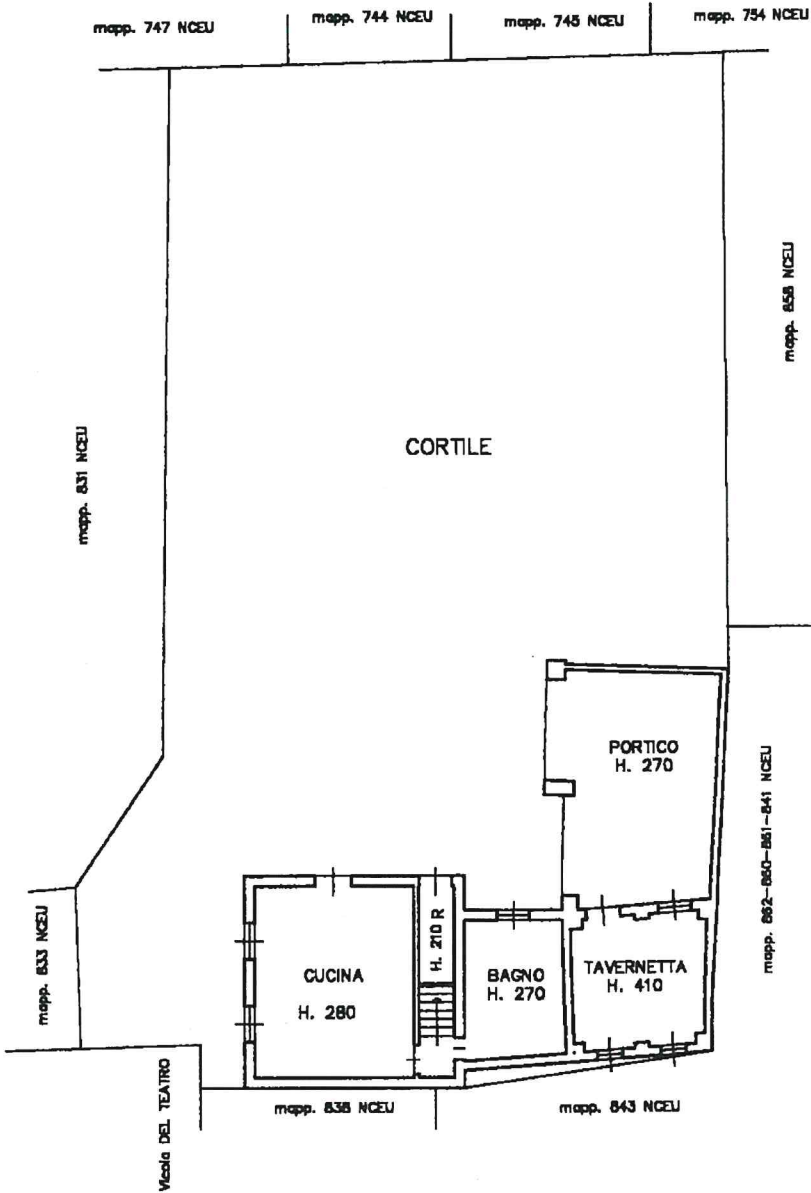 mapp. 747 NCEU
mapp. 744 NCEU
mapp. 745 NCEU
mapp. 754 NCEU
mapp. 858 NCEU
mapp. 831 NCEU
CORTILE
PORTICO
H. 270
mapp. 862-860-861-841 NCEU
mapp. 833 NCEU
CUCINA
H. 280
H. 210 R
BAGNO
H. 270
TAVERNETTA
H. 410
Vicolo DEL TEATRO
mapp. 838 NCEU
mapp. 843 NCEU